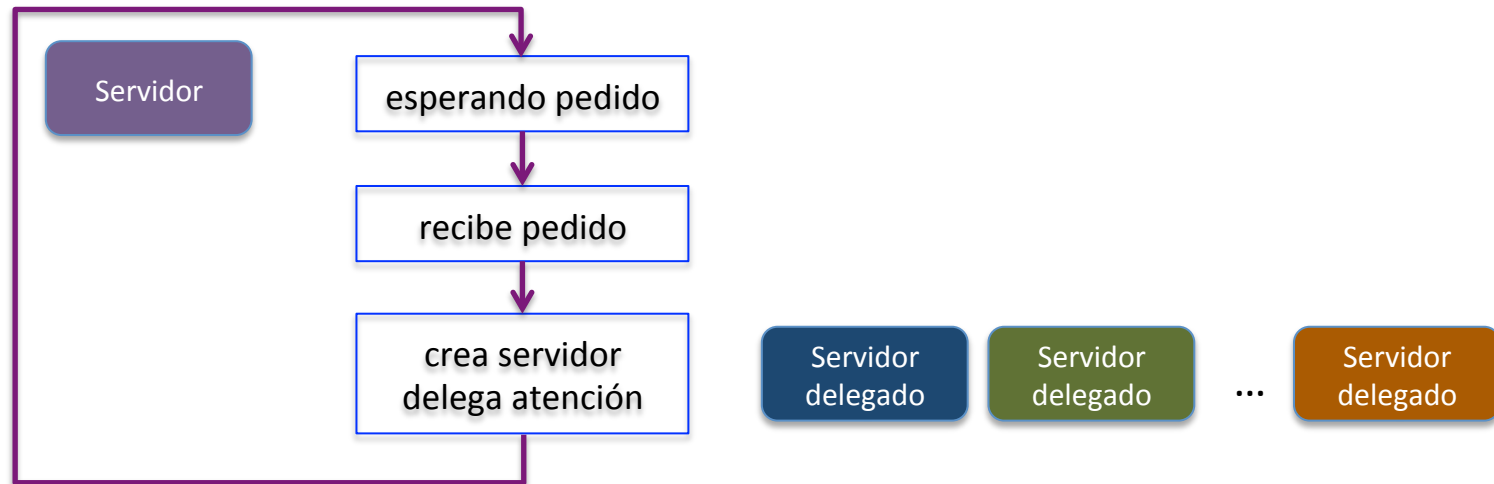 Servidor
esperando pedido
recibe pedido
crea servidor
delega atención
Servidor
delegado
Servidor
delegado
...
Servidor
delegado